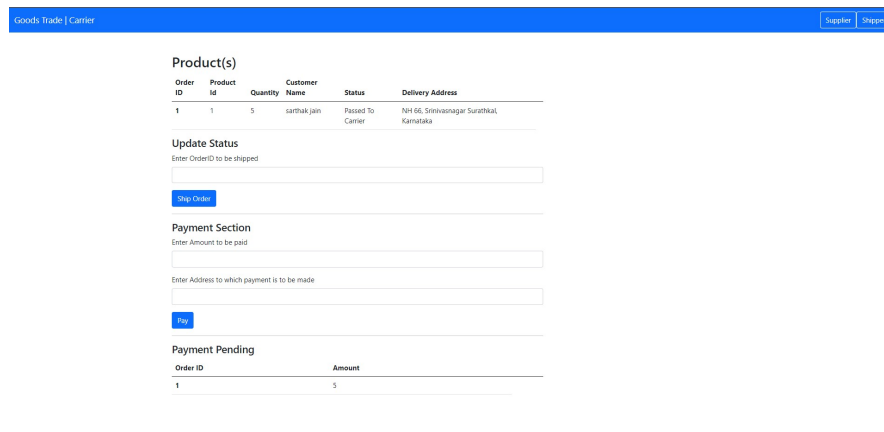 Goods Trade | Carrier Supplier Shippe
Product(s)
Order ID Product Id Quantity Customer Name Status Delivery Address
1 1 5 sarthak jain Passed To Carrier NH 66, Srinivasnagar Surathkal, Karnataka
Update Status
Enter OrderID to be shipped
Ship Order
Payment Section
Enter Amount to be paid
Enter Address to which payment is to be made
Pay
Payment Pending
Order ID Amount
1 5